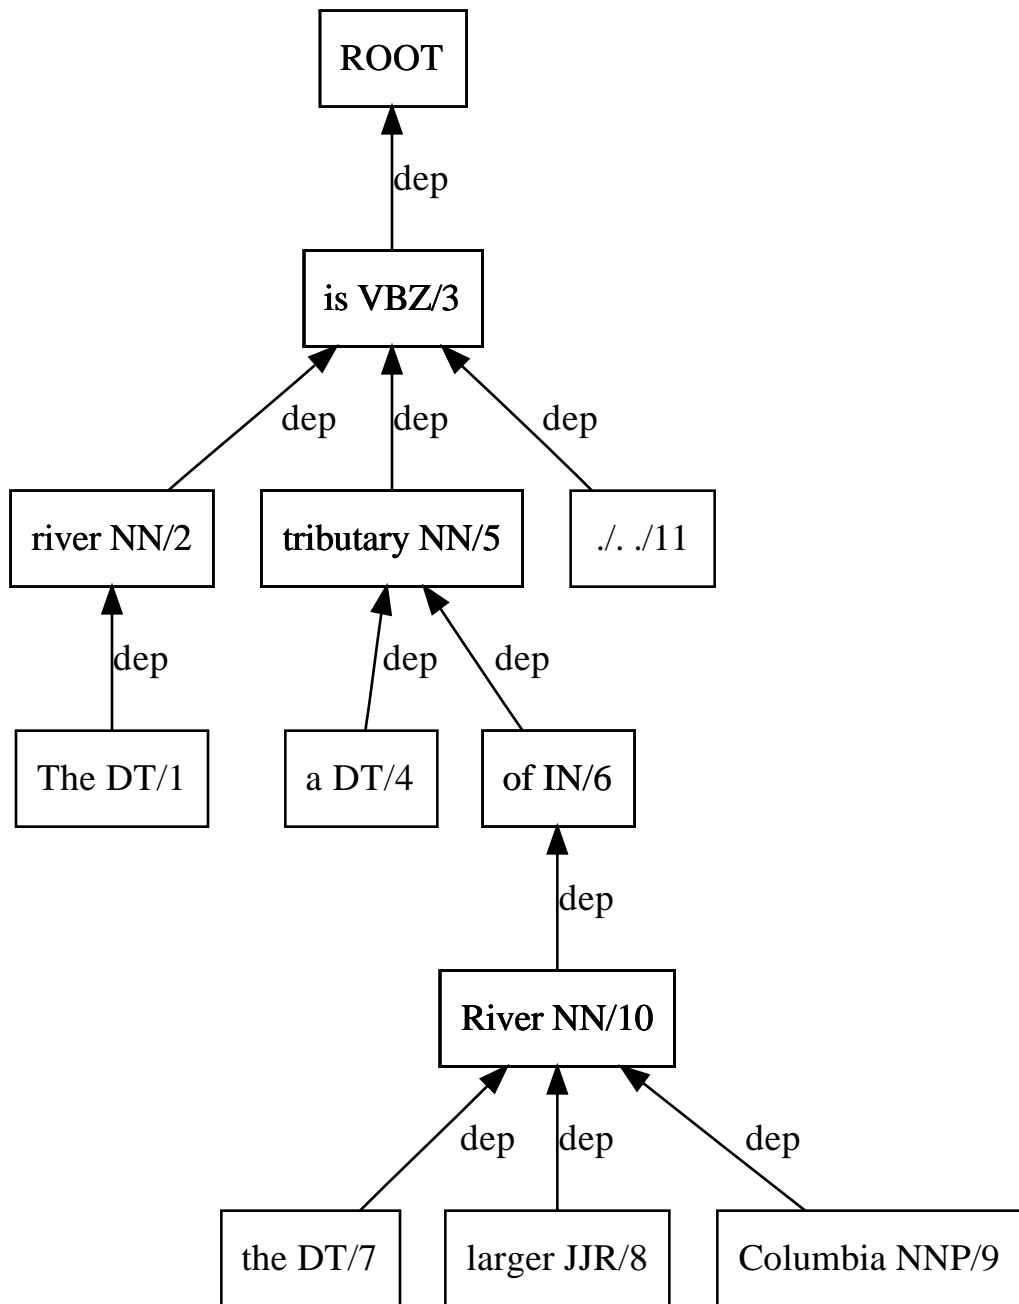 ROOT
dep
is VBZ/3
dep dep dep
river NN/2 tributary NN/5 ./. ./11
dep dep dep
The DT/1 a DT/4 of IN/6
dep
River NN/10
dep dep dep
the DT/7 larger JJR/8 Columbia NNP/9